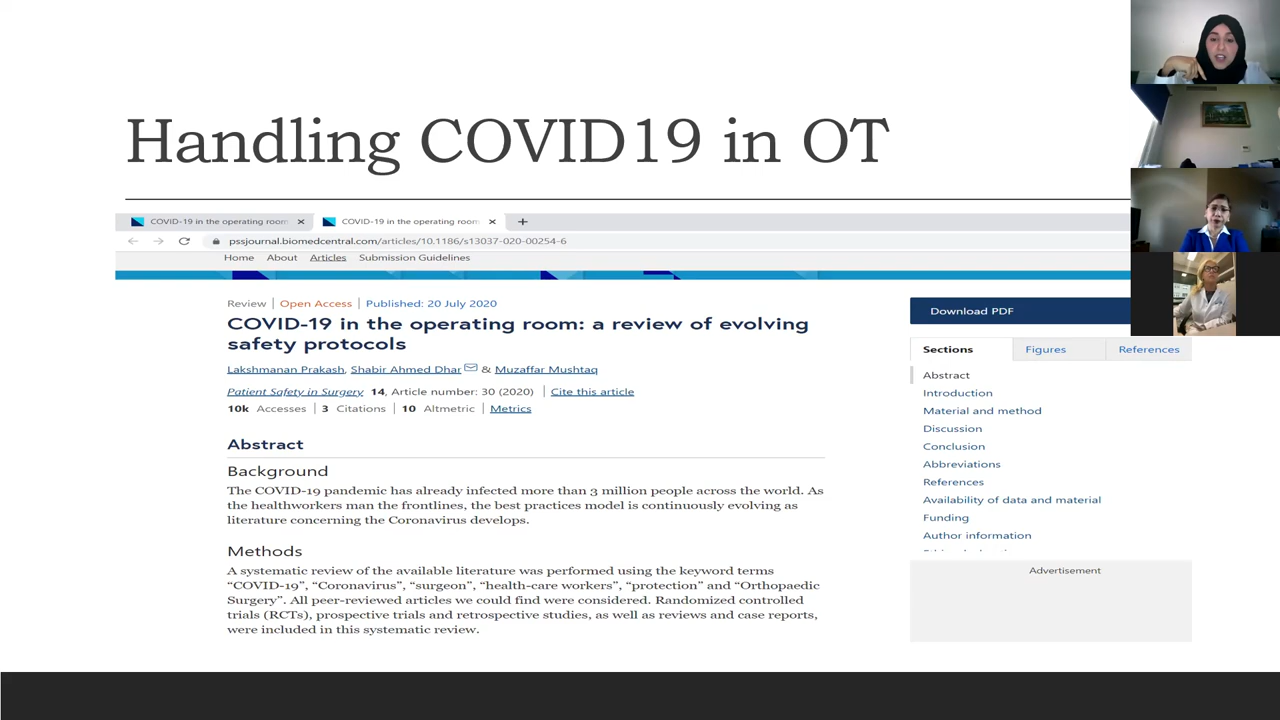 Handling COVID19 in OT
COVID-19 in the operating room
COVID-19 in the operating room
pssjournal.biomedcentral.com/articles/10.1186/s13037-020-00254-6
Home About Articles Submission Guidelines
Review | Open Access | Published: 20 July 2020
COVID-19 in the operating room: a review of evolving
safety protocols
Lakshmanan Prakash, Shabir Ahmed Dhar & Muzaffar Mushtaq
Patient Safety in Surgery 14, Article number: 30 (2020) | Cite this article
10k Accesses | 3 Citations | 10 Altmetric | Metrics
Abstract
Background
The COVID-19 pandemic has already infected more than 3 million people across the world. As
the healthworkers man the frontlines, the best practices model is continuously evolving as
literature concerning the Coronavirus develops.
Methods
A systematic review of the available literature was performed using the keyword terms
“COVID-19”, “Coronavirus”, “surgeon”, “health-care workers”, “protection” and “Orthopaedic
Surgery”. All peer-reviewed articles we could find were considered. Randomized controlled
trials (RCTs), prospective trials and retrospective studies, as well as reviews and case reports,
were included in this systematic review.
Download PDF
Sections Figures References
Abstract
Introduction
Material and method
Discussion
Conclusion
Abbreviations
References
Availability of data and material
Funding
Author information
Advertisement